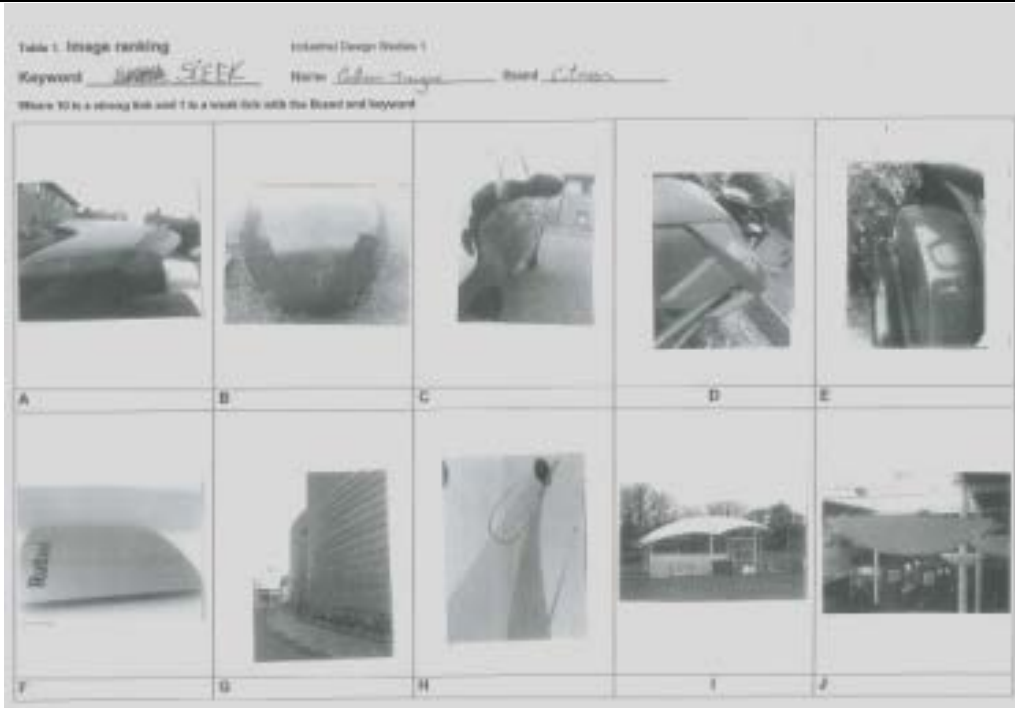 Table 1. Image ranking
Industrial Design Studies 1
Keyword SLEEK Name Board
Where 10 is a strong link and 1 is a weak link with the Board and keyword
A B C D E
F G H I J